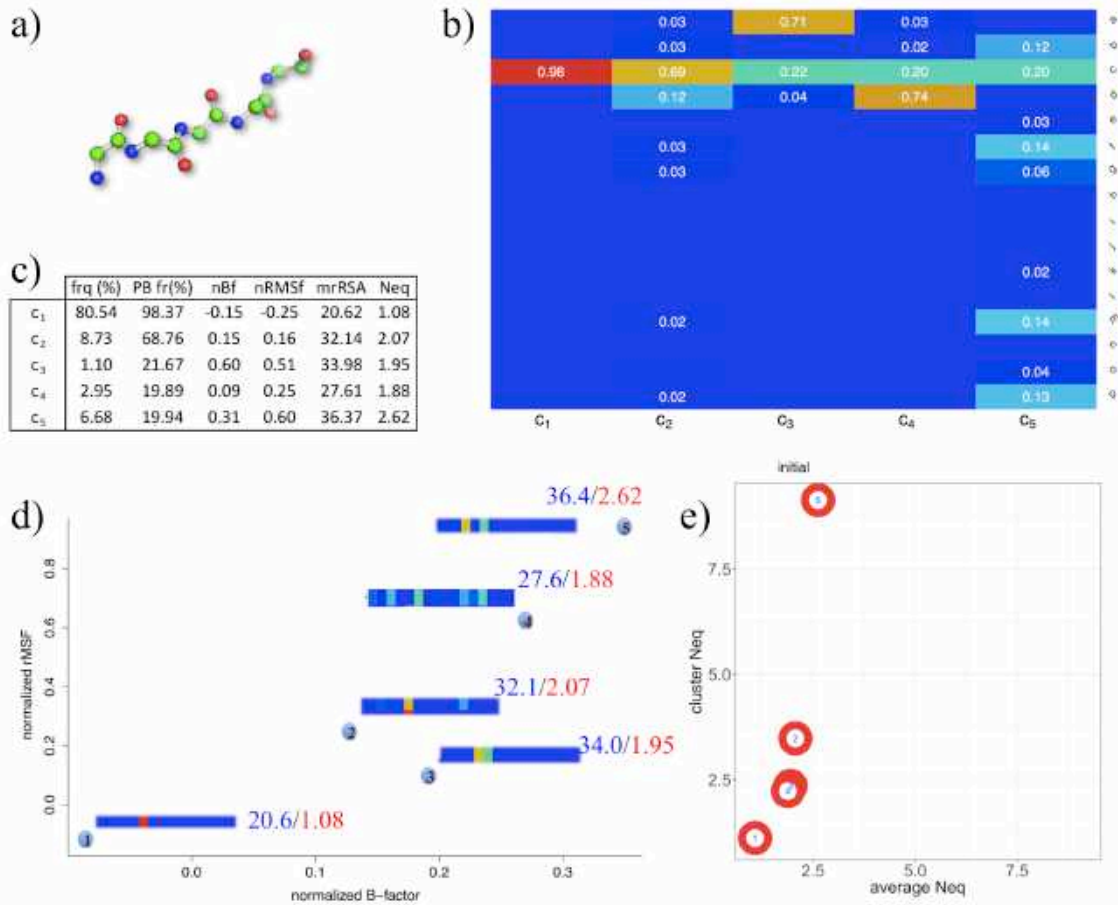 a)
b)
0.03 0.71 0.03
0.03 0.02 0.12
0.98 0.69 0.22 0.20 0.20
0.12 0.04 0.74
0.03
0.03 0.14
0.03 0.06
0.02
0.02 0.14
0.04
0.02 0.13
C1 C2 C3 C4 C5
c)
frq (%) PB fr(%) nBf nRMSf mrRSA Neq
C1 80.54 98.37 -0.15 -0.25 20.62 1.08
C2 8.73 68.76 0.15 0.16 32.14 2.07
C3 1.10 21.67 0.60 0.51 33.98 1.95
C4 2.95 19.89 0.09 0.25 27.61 1.88
C5 6.68 19.94 0.31 0.60 36.37 2.62
d)
36.4/2.62
5
27.6/1.88
4
32.1/2.07
2
34.0/1.95
3
20.6/1.08
1
0.8
0.6
0.4
0.2
0.0
normalized rMSF
0.0 0.1 0.2 0.3
normalized B-factor
e)
initial
5
2
1
7.5
5.0
2.5
cluster Neq
2.5 5.0 7.5
average Neq